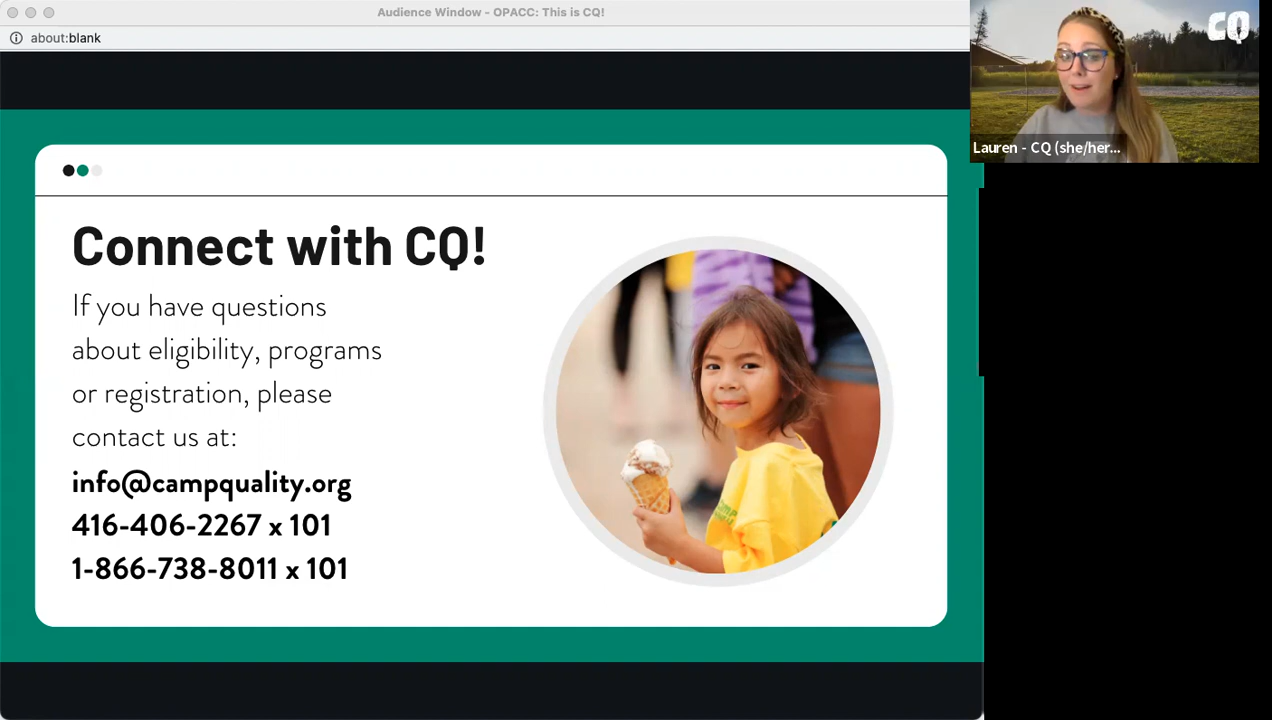 Audience Window - OPACC: This is CQ!
about:blank
CQ
Lauren - CQ (she/her...
Connect with CQ!
If you have questions
about eligibility, programs
or registration, please
contact us at:
info@campquality.org
416-406-2267 x 101
1-866-738-8011 x 101